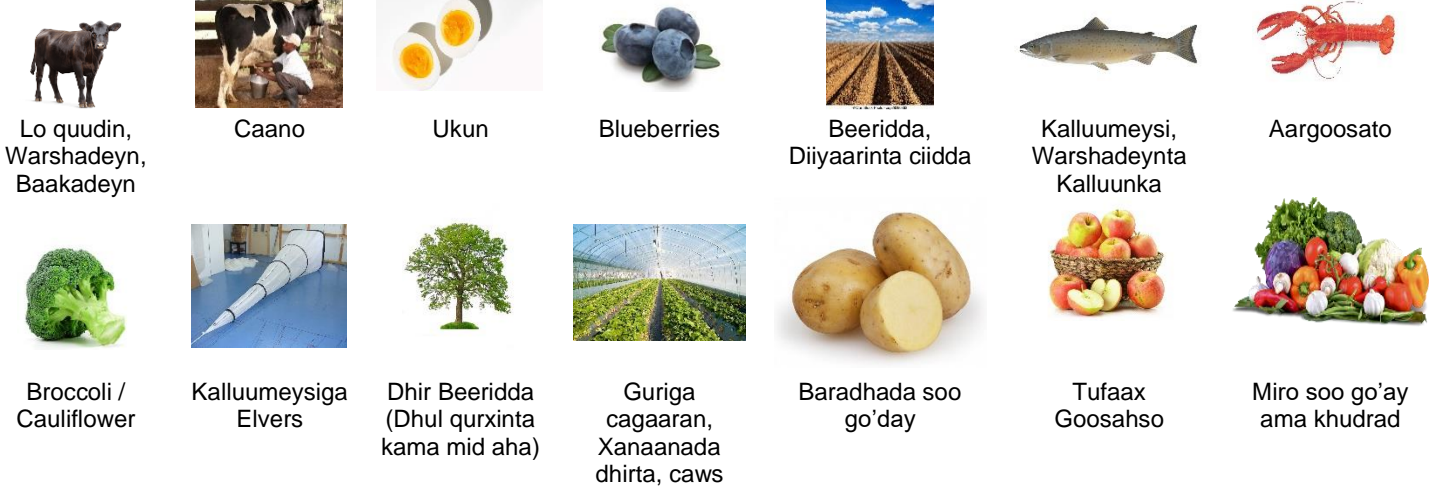 Lo quudin,
Warshadeyn,
Baakadeyn
Caano
Ukun
Blueberries
Beeridda,
Diiyaarinta ciidda
Kalluumeysi,
Warshadeynta
Kalluunka
Aargoosato
Broccoli /
Cauliflower
Kalluumeysiga
Elvers
Dhir Beeridda
(Dhul qurxinta
kama mid aha)
Guriga
cagaaran,
Xanaanada
dhirta, caws
Baradhada soo
go'day
Tufaax
Goosahso
Miro soo go'ay
ama khudrad